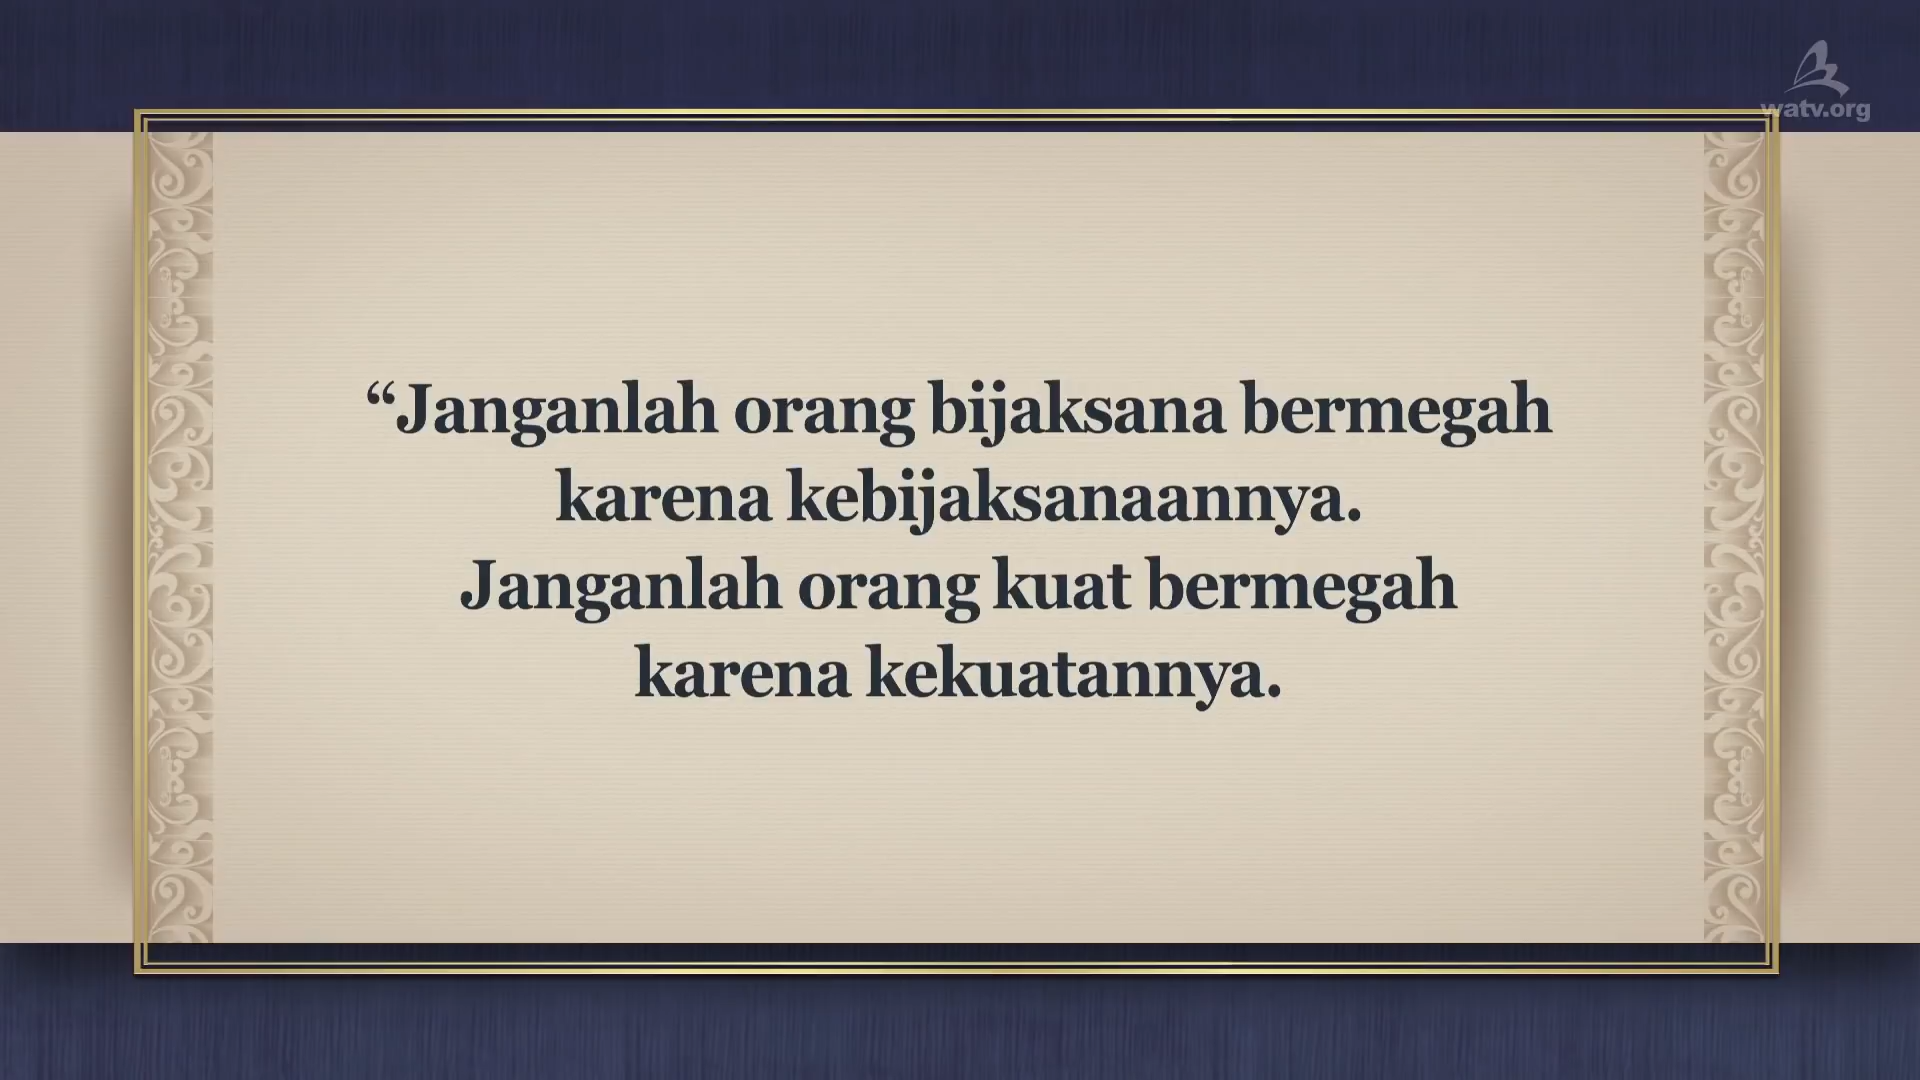 watv.org
“Janganlah orang bijaksana bermegah
karena kebijaksanaannya.
Janganlah orang kuat bermegah
karena kekuatannya.